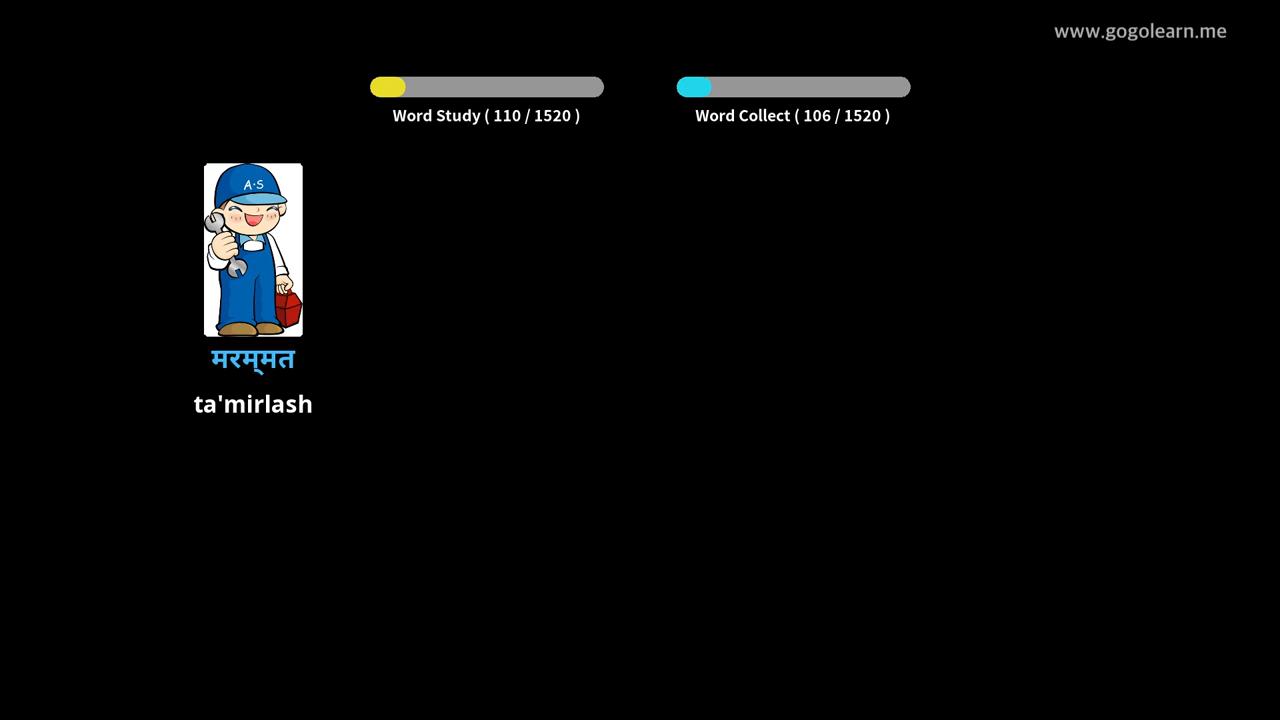 www.gogolearn.me
Word Study ( 110 / 1520 )
Word Collect ( 106 / 1520 )
A·S
मरम्मत
ta'mirlash